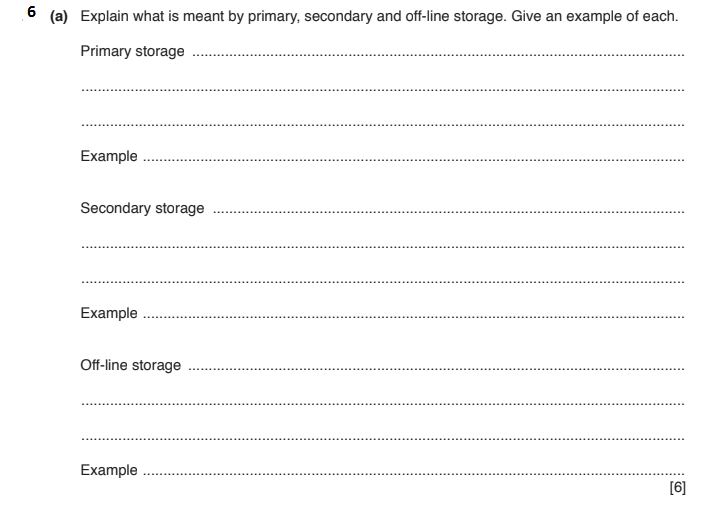 6 (a) Explain what is meant by primary, secondary and off-line storage. Give an example of each.
Primary storage ..........................................................................................................................
......................................................................................................................................................
......................................................................................................................................................
Example .......................................................................................................................................
Secondary storage .....................................................................................................................
......................................................................................................................................................
......................................................................................................................................................
Example .......................................................................................................................................
Off-line storage ...........................................................................................................................
......................................................................................................................................................
......................................................................................................................................................
Example .......................................................................................................................................
[6]